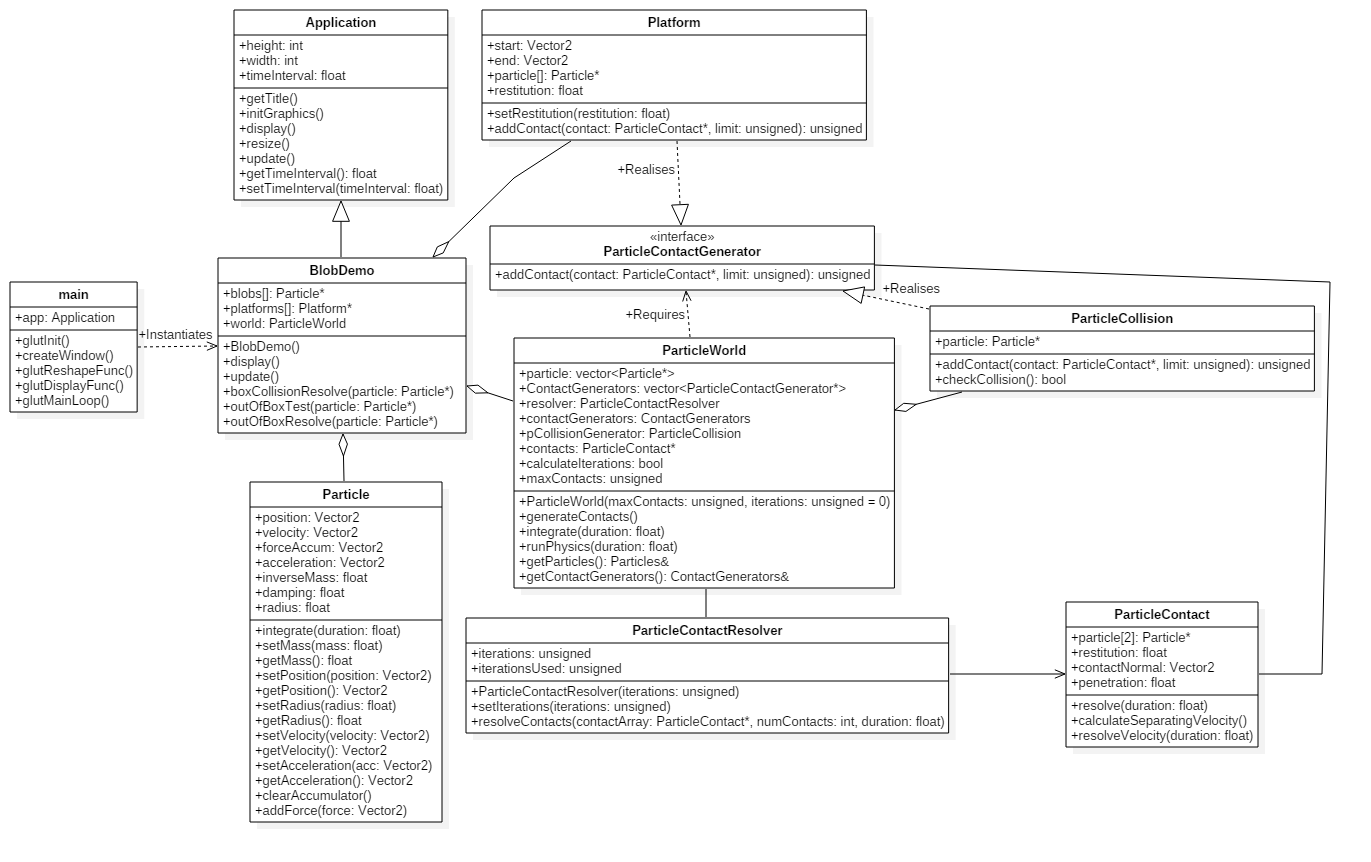 Application
+height: int
+width: int
+timeInterval: float
+getTitle()
+initGraphics()
+display()
+resize()
+update()
+getTimeInterval(): float
+setTimeInterval(timeInterval: float)
Platform
+start: Vector2
+end: Vector2
+particle[]: Particle*
+restitution: float
+setRestitution(restitution: float)
+addContact(contact: ParticleContact*, limit: unsigned): unsigned
+Realises
«interface»
ParticleContactGenerator
+addContact(contact: ParticleContact*, limit: unsigned): unsigned
+Realises
+Requires
main
+app: Application
+glutInit()
+createWindow()
+glutReshapeFunc()
+glutDisplayFunc()
+glutMainLoop()
+Instantiates
BlobDemo
+blobs[]: Particle*
+platforms[]: Platform*
+world: ParticleWorld
+BlobDemo()
+display()
+update()
+boxCollisionResolve(particle: Particle*)
+outOfBoxTest(particle: Particle*)
+outOfBoxResolve(particle: Particle*)
ParticleCollision
+particle: Particle*
+addContact(contact: ParticleContact*, limit: unsigned): unsigned
+checkCollision(): bool
ParticleWorld
+particle: vector<Particle*>
+ContactGenerators: vector<ParticleContactGenerator*>
+resolver: ParticleContactResolver
+contactGenerators: ContactGenerators
+pCollisionGenerator: ParticleCollision
+contacts: ParticleContact*
+calculateIterations: bool
+maxContacts: unsigned
+ParticleWorld(maxContacts: unsigned, iterations: unsigned = 0)
+generateContacts()
+integrate(duration: float)
+runPhysics(duration: float)
+getParticles(): Particles&
+getContactGenerators(): ContactGenerators&
Particle
+position: Vector2
+velocity: Vector2
+forceAccum: Vector2
+acceleration: Vector2
+inverseMass: float
+damping: float
+radius: float
+integrate(duration: float)
+setMass(mass: float)
+getMass(): float
+setPosition(position: Vector2)
+getPosition(): Vector2
+setRadius(radius: float)
+getRadius(): float
+setVelocity(velocity: Vector2)
+getVelocity(): Vector2
+setAcceleration(acc: Vector2)
+getAcceleration(): Vector2
+clearAccumulator()
+addForce(force: Vector2)
ParticleContactResolver
+iterations: unsigned
+iterationsUsed: unsigned
+ParticleContactResolver(iterations: unsigned)
+setIterations(iterations: unsigned)
+resolveContacts(contactArray: ParticleContact*, numContacts: int, duration: float)
ParticleContact
+particle[2]: Particle*
+restitution: float
+contactNormal: Vector2
+penetration: float
+resolve(duration: float)
+calculateSeparatingVelocity()
+resolveVelocity(duration: float)